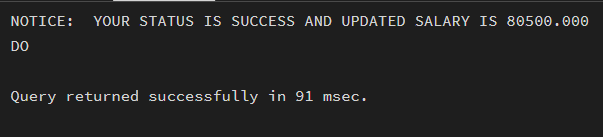 NOTICE:  YOUR STATUS IS SUCCESS AND UPDATED SALARY IS 80500.000
DO
Query returned successfully in 91 msec.